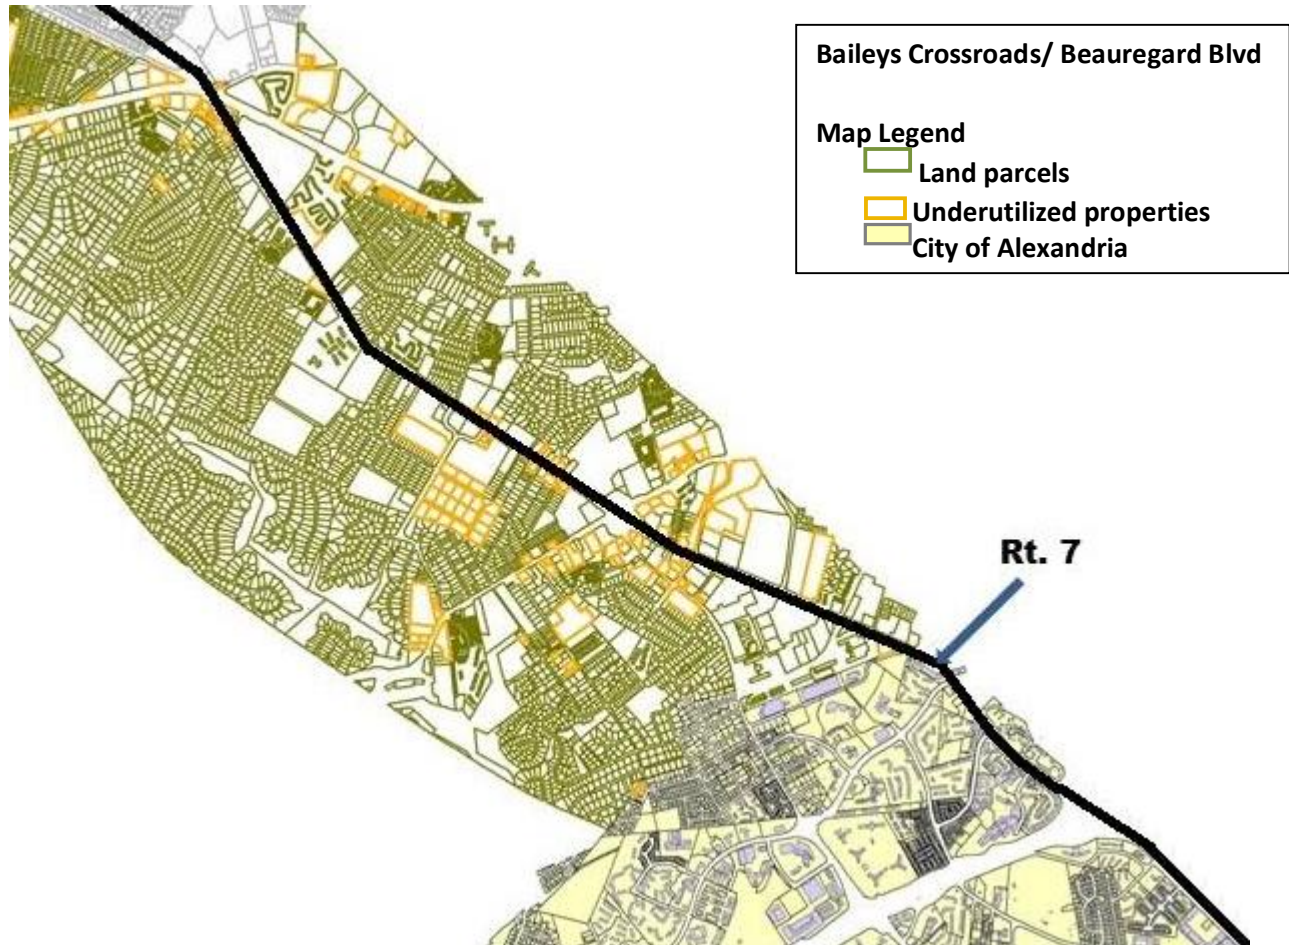 Baileys Crossroads/ Beauregard Blvd
Map Legend
Land parcels
Underutilized properties
City of Alexandria
Rt. 7